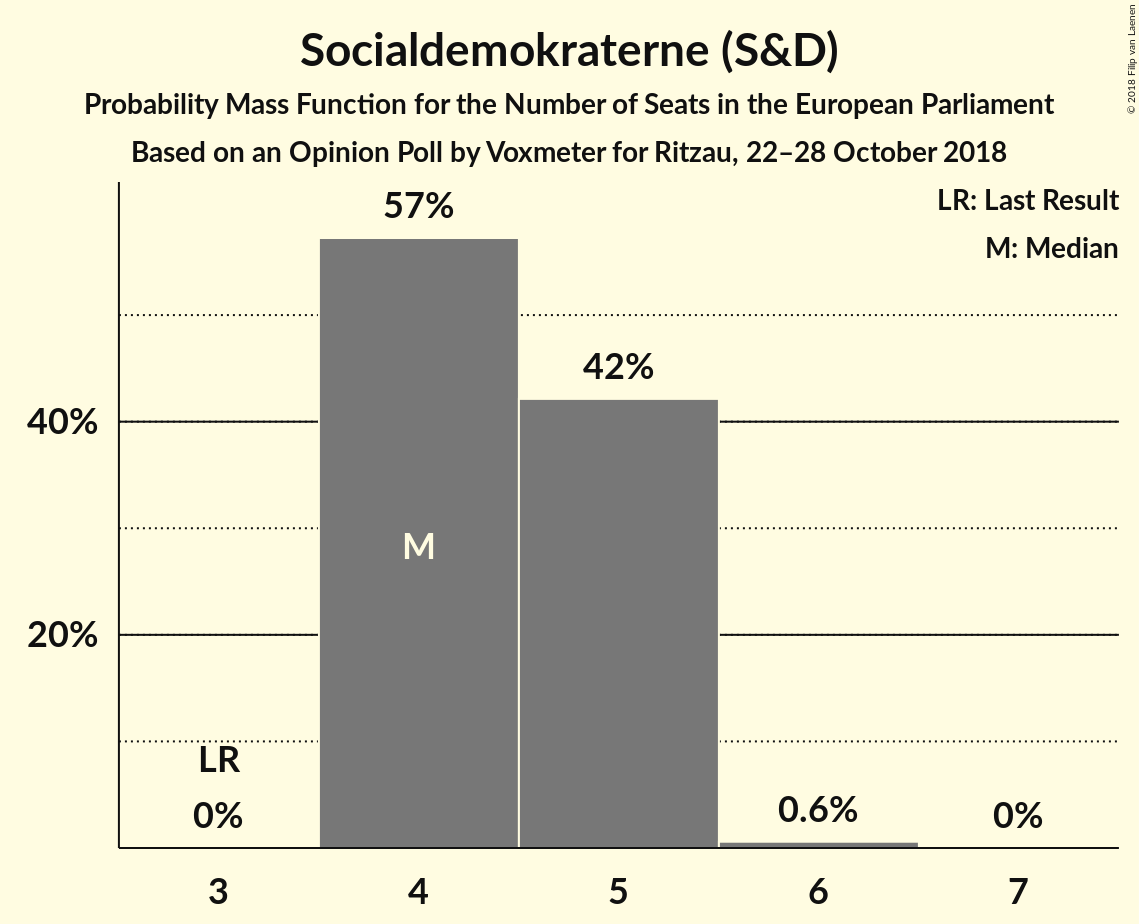 Socialdemokraterne (S&D)
Probability Mass Function for the Number of Seats in the European Parliament
Based on an Opinion Poll by Voxmeter for Ritzau, 22–28 October 2018
© 2018 Filip van Laenen
LR: Last Result
M: Median
57%
42%
40%
M
20%
LR
0%
0.6%
0%
3
4
5
6
7